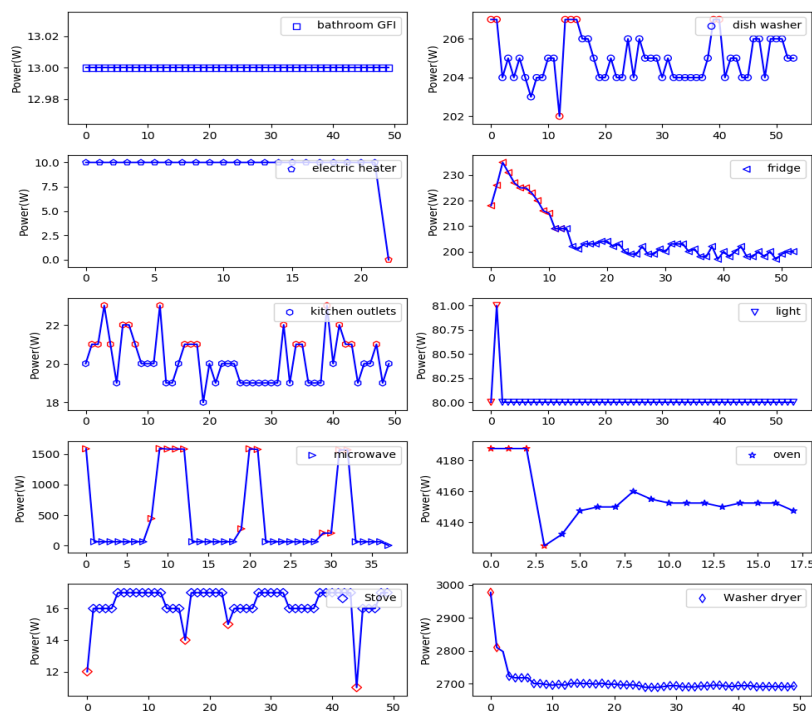 13.02
13.00
12.98
Power(W)
bathroom GFI
0 10 20 30 40 50
206
204
202
Power(W)
dish washer
0 10 20 30 40 50
10.0
7.5
5.0
2.5
0.0
Power(W)
electric heater
0 5 10 15 20
230
220
210
200
Power(W)
fridge
0 10 20 30 40 50
22
20
18
Power(W)
kitchen outlets
0 10 20 30 40 50
81.00
80.75
80.50
80.25
80.00
Power(W)
light
0 10 20 30 40 50
1500
1000
500
0
Power(W)
microwave
0 5 10 15 20 25 30 35
4180
4160
4140
Power(W)
oven
0.0 2.5 5.0 7.5 10.0 12.5 15.0 17.5
16
14
12
Power(W)
Stove
0 10 20 30 40 50
3000
2900
2800
2700
Power(W)
Washer dryer
0 10 20 30 40 50